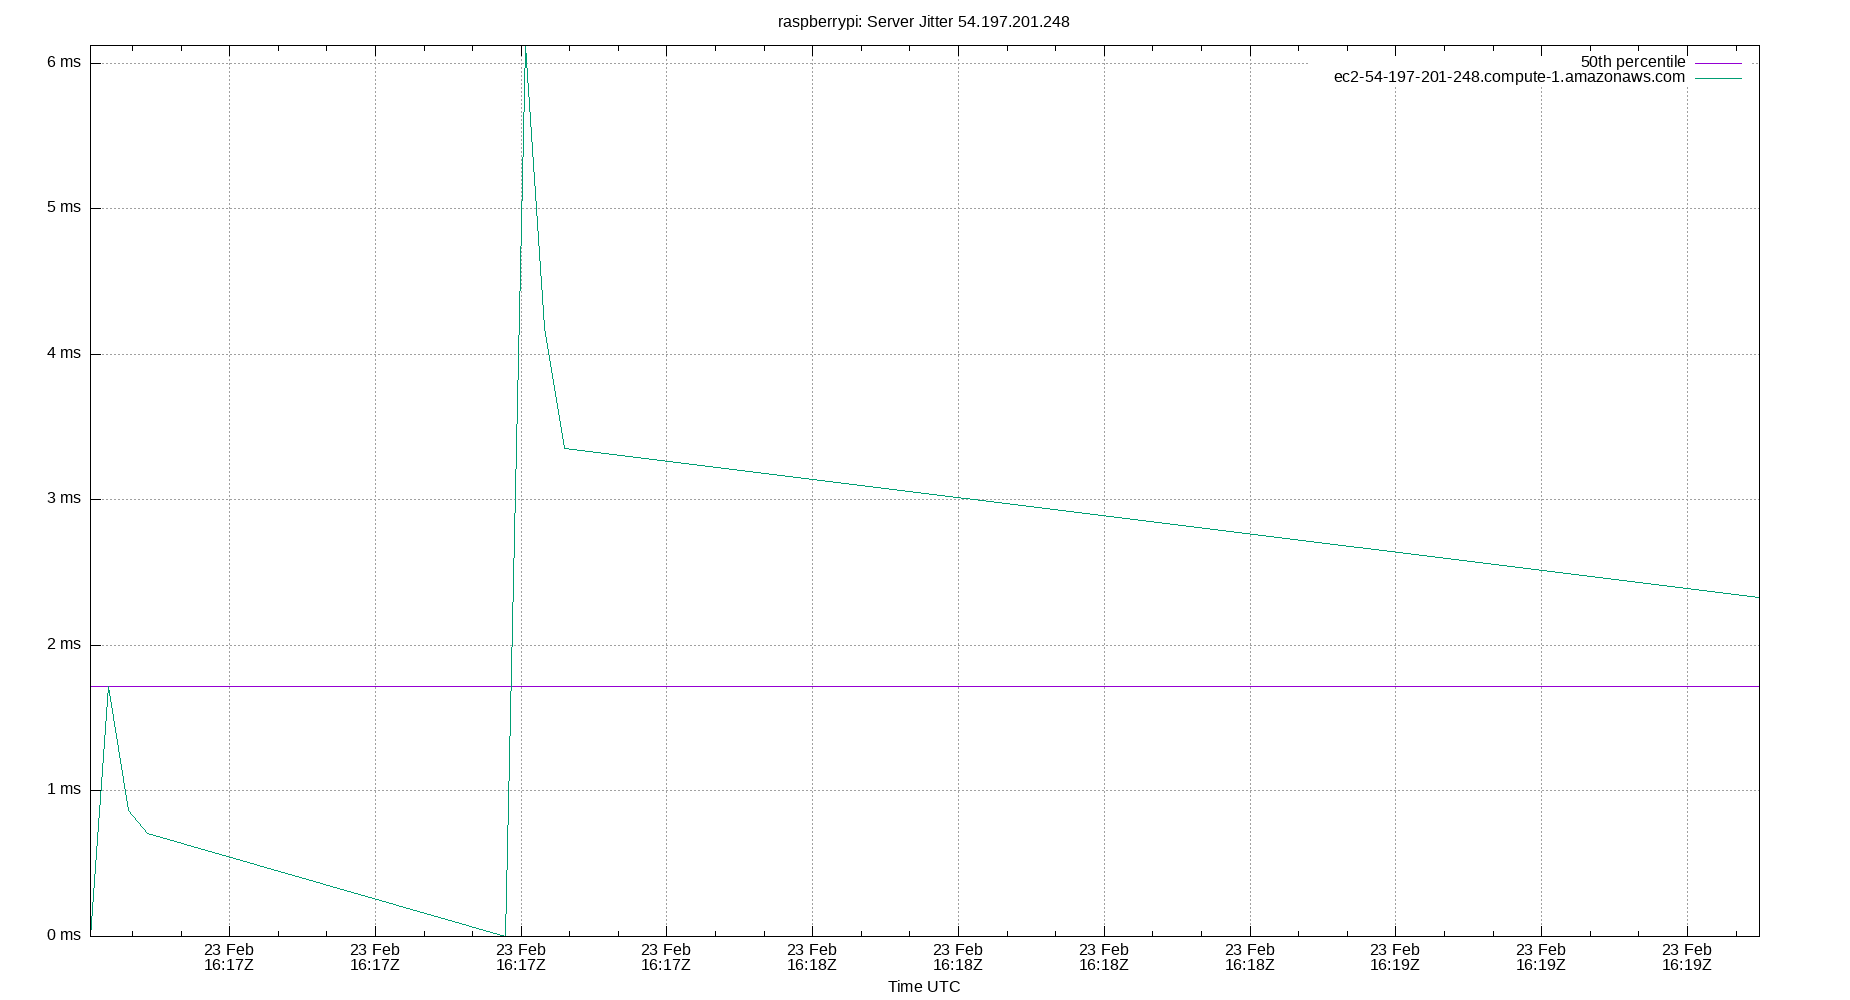 raspberrypi: Server Jitter 54.197.201.248
50th percentile
ec2-54-197-201-248.compute-1.amazonaws.com
6 ms
5 ms
4 ms
3 ms
2 ms
1 ms
0 ms
23 Feb 23 Feb 23 Feb 23 Feb 23 Feb 23 Feb 23 Feb 23 Feb 23 Feb 23 Feb 23 Feb
16:17Z 16:17Z 16:17Z 16:17Z 16:18Z 16:18Z 16:18Z 16:18Z 16:19Z 16:19Z 16:19Z
Time UTC